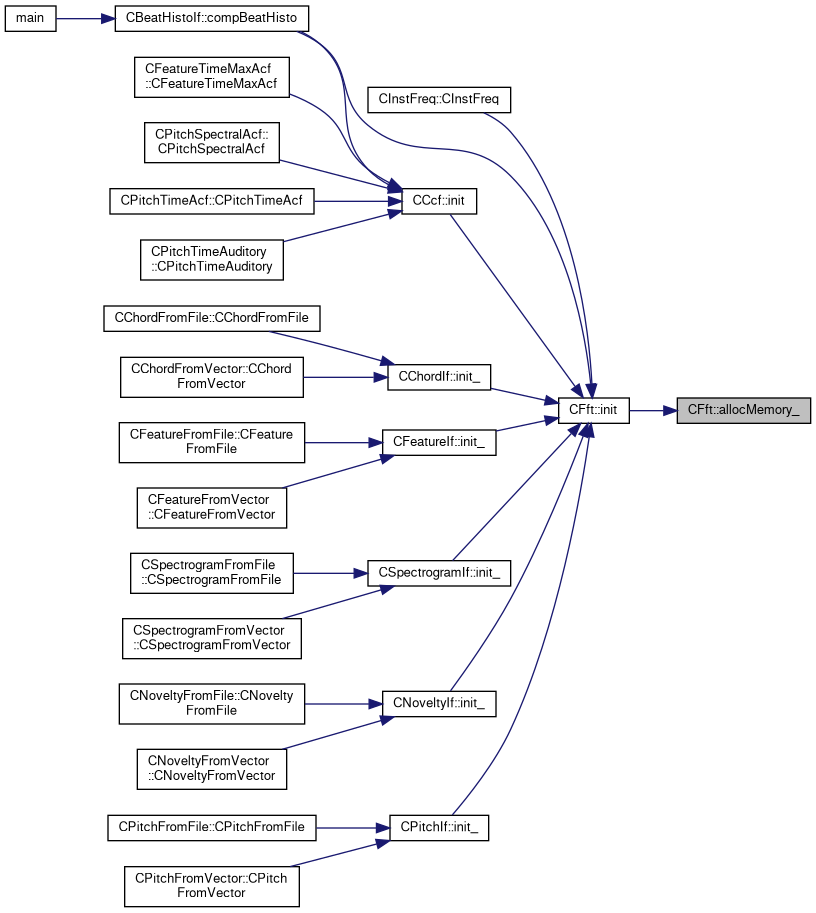 main
CBeatHistoIf::compBeatHisto
CFeatureTimeMaxAcf
::CFeatureTimeMaxAcf
CInstFreq::CInstFreq
CPitchSpectralAcf::
CPitchSpectralAcf
CPitchTimeAcf::CPitchTimeAcf
CCcf::init
CPitchTimeAuditory
::CPitchTimeAuditory
CChordFromFile::CChordFromFile
CChordFromVector::CChord
FromVector
CChordIf::init_
CFft::init
CFft::allocMemory_
CFeatureFromFile::CFeature
FromFile
CFeatureIf::init_
CFeatureFromVector
::CFeatureFromVector
CSpectrogramFromFile
::CSpectrogramFromFile
CSpectrogramIf::init_
CSpectrogramFromVector
::CSpectrogramFromVector
CNoveltyFromFile::CNovelty
FromFile
CNoveltyIf::init_
CNoveltyFromVector
::CNoveltyFromVector
CPitchFromFile::CPitchFromFile
CPitchIf::init_
CPitchFromVector::CPitch
FromVector